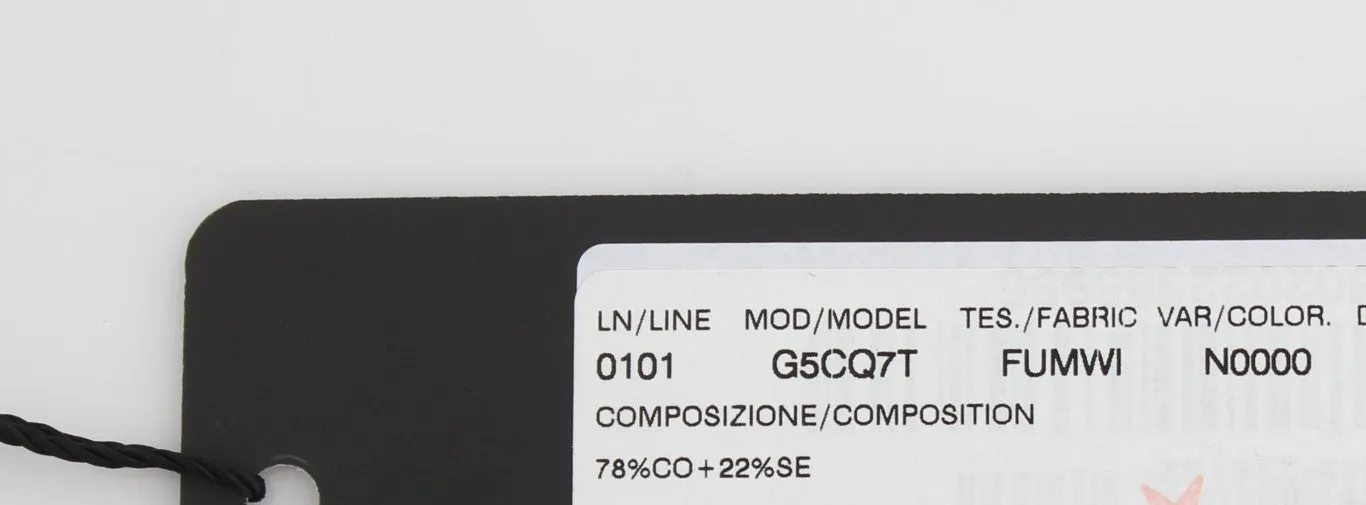 LN/LINE MOD/MODEL TES./FABRIC VAR/COLOR.
0101 G5CQ7T FUMWI N0000
COMPOSIZIONE/COMPOSITION
78%CO+22%SE